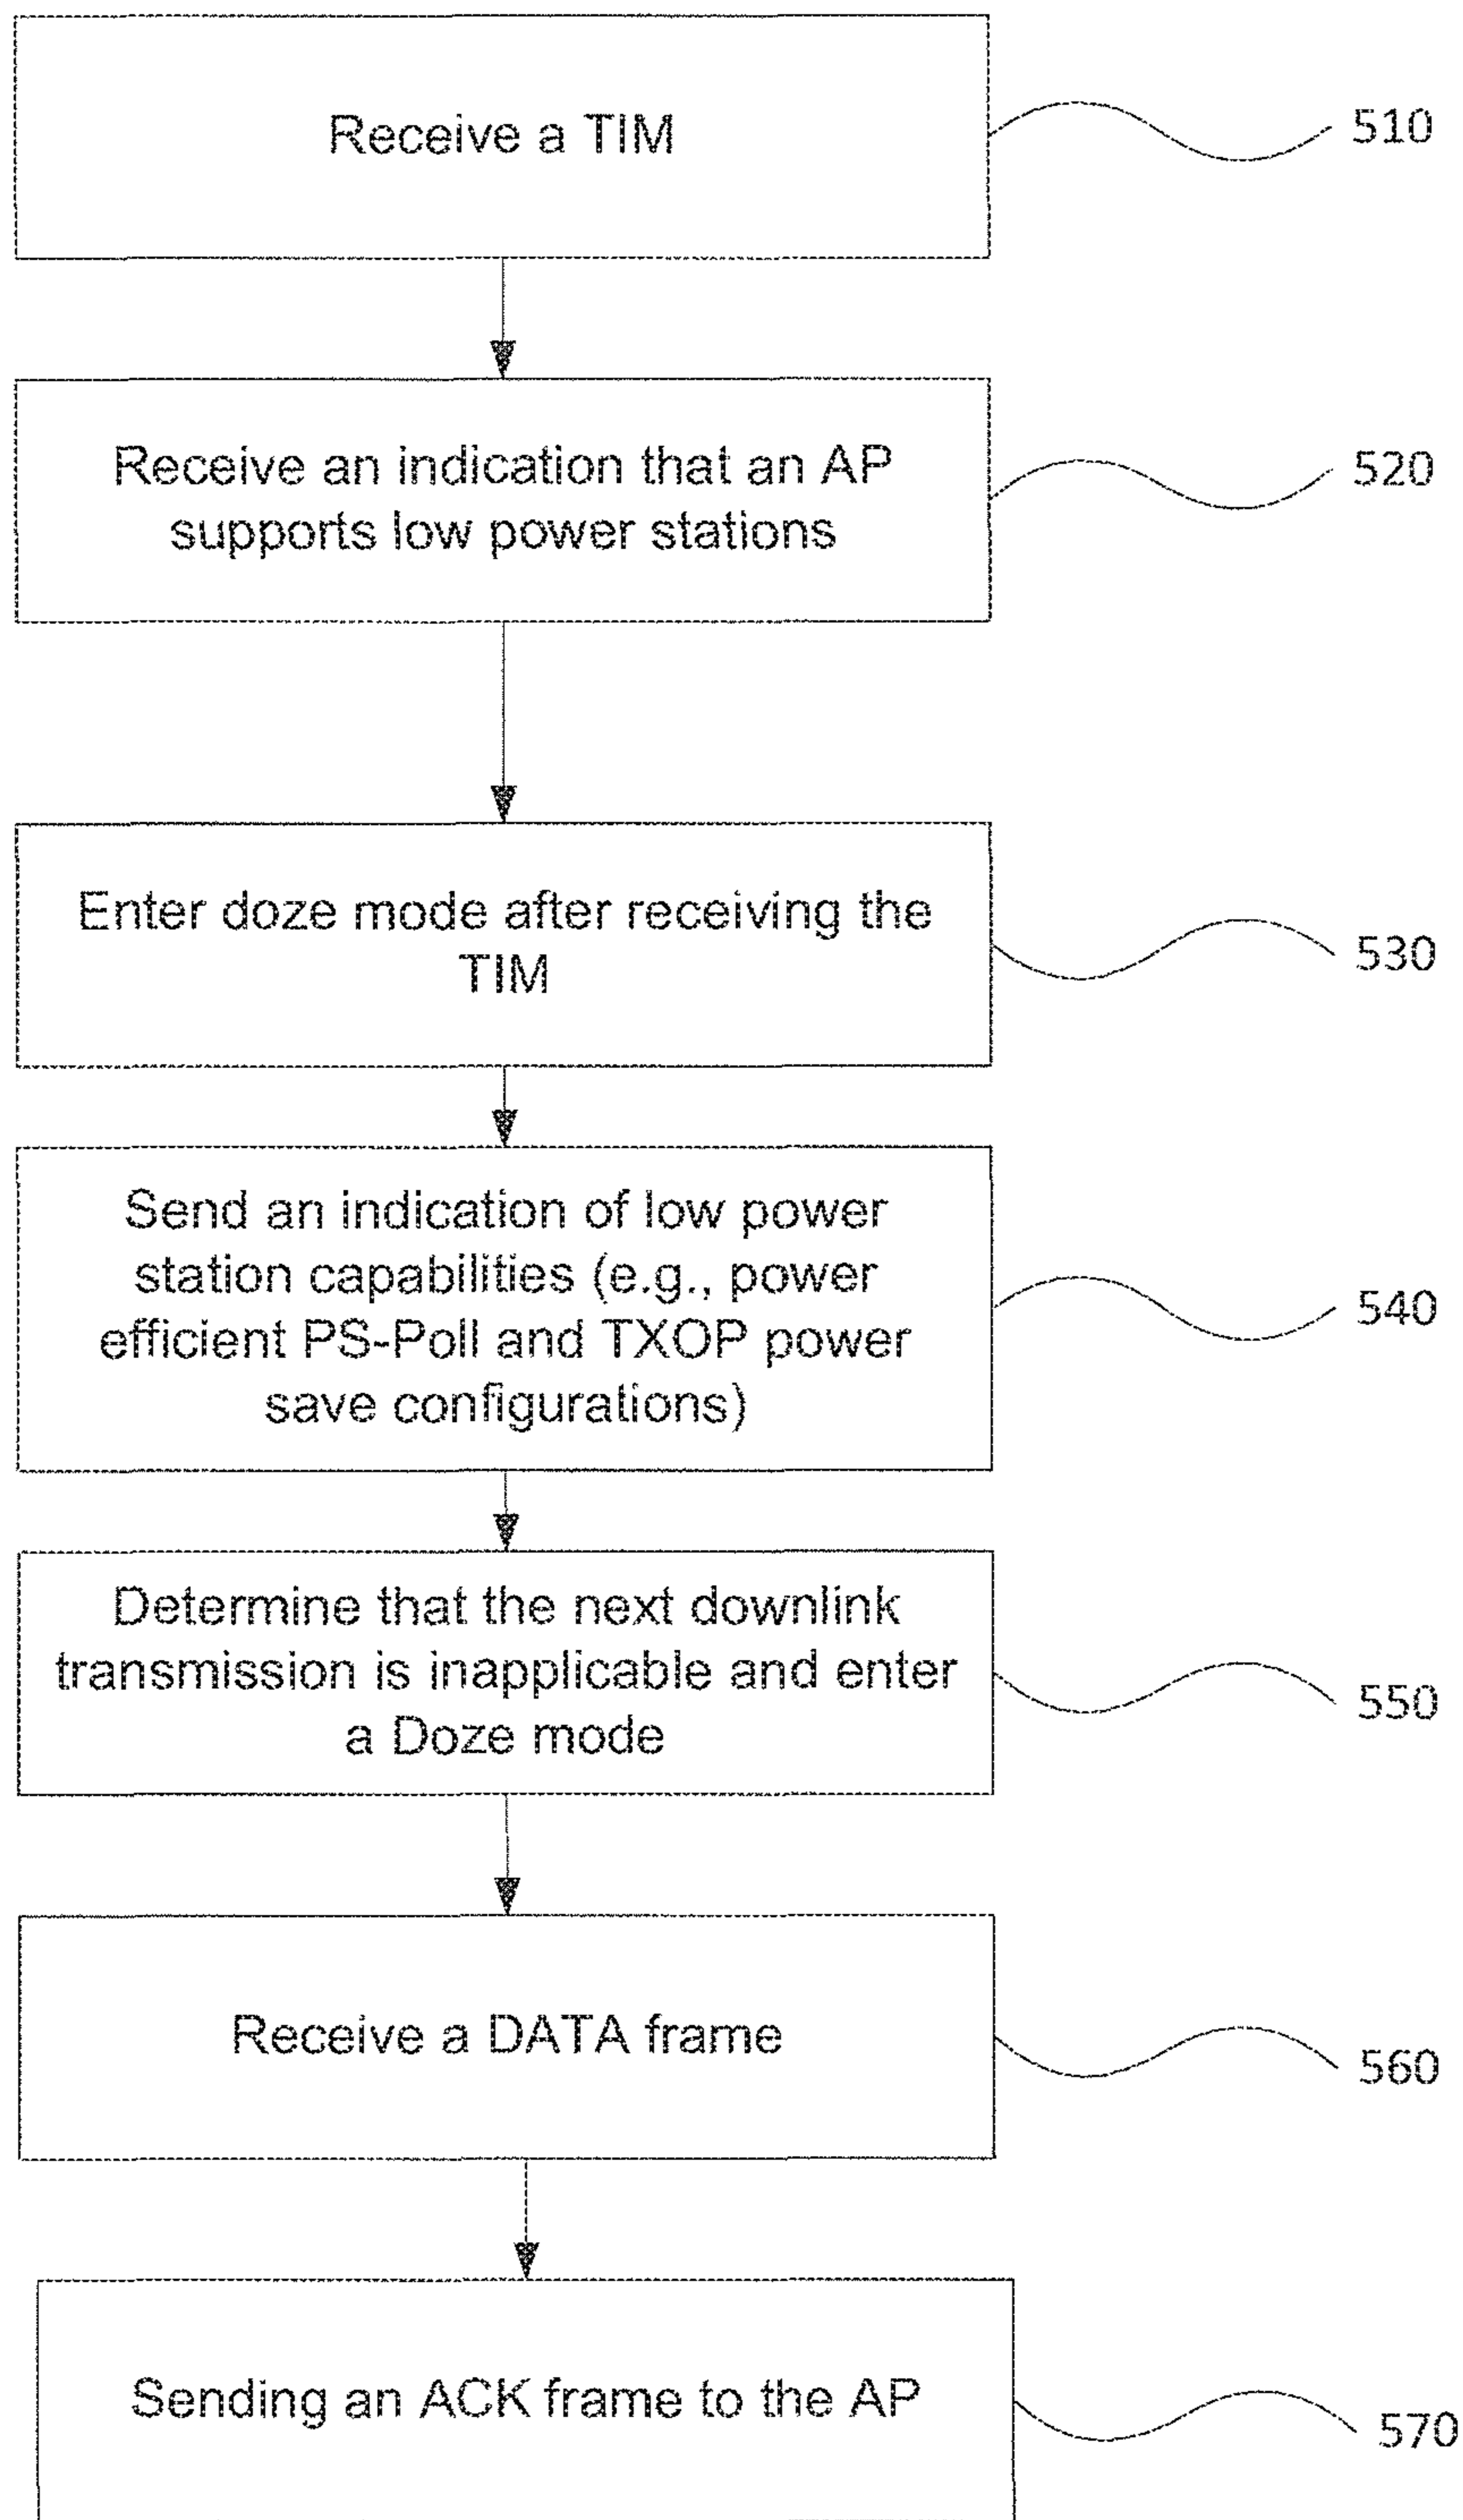 Receive a TIM
510
Receive an indication that an AP
supports low power stations
520
Enter doze mode after receiving the
TIM
530
Send an indication of low power
station capabilities (e.g., power
efficient PS-Poll and TXOP power
save configurations)
540
Determine that the next downlink
transmission is inapplicable and enter
a Doze mode
550
Receive a DATA frame
560
Sending an ACK frame to the AP
570